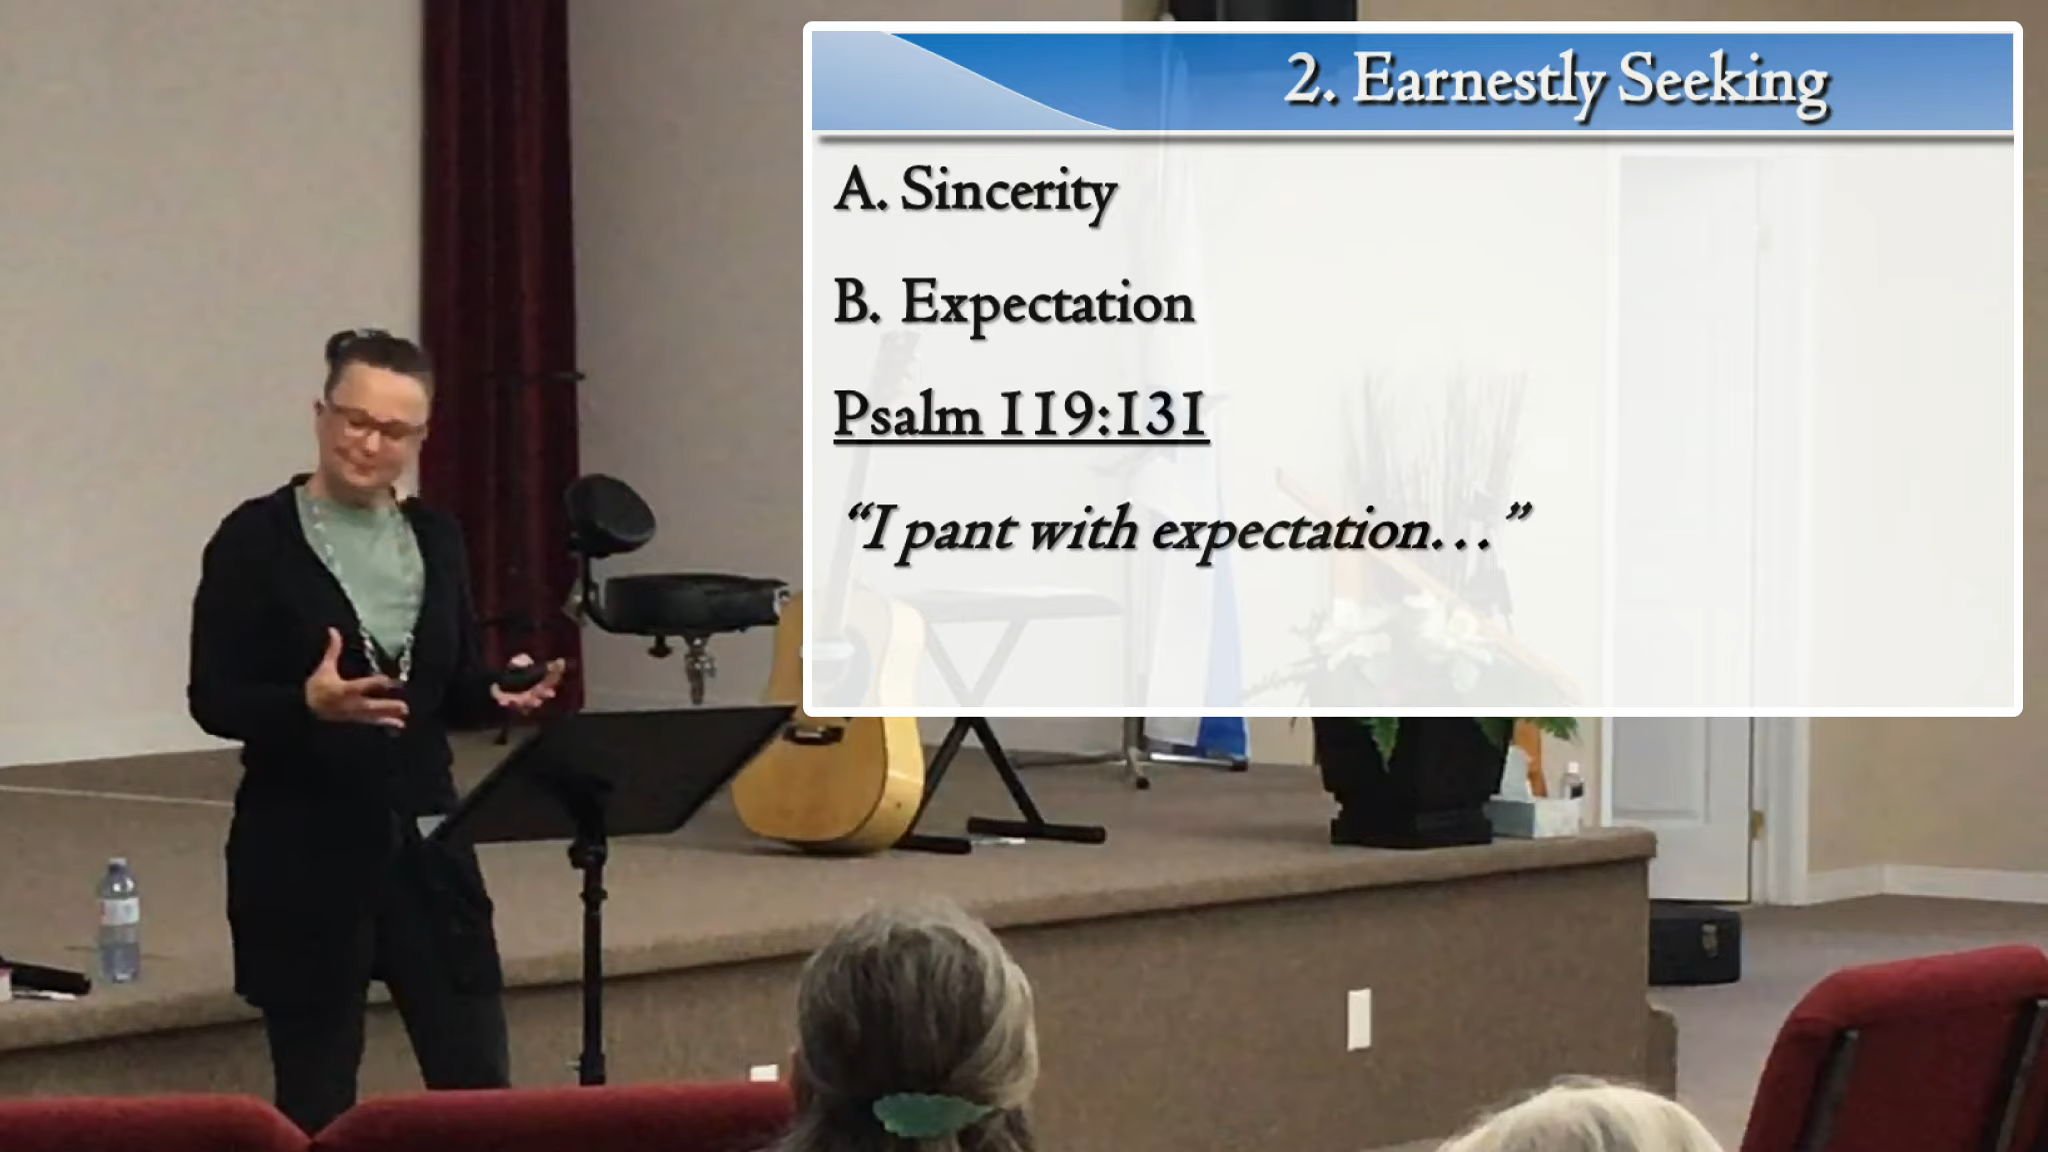 2. Earnestly Seeking
A. Sincerity
B. Expectation
Psalm 119:131
“I pant with expectation…”